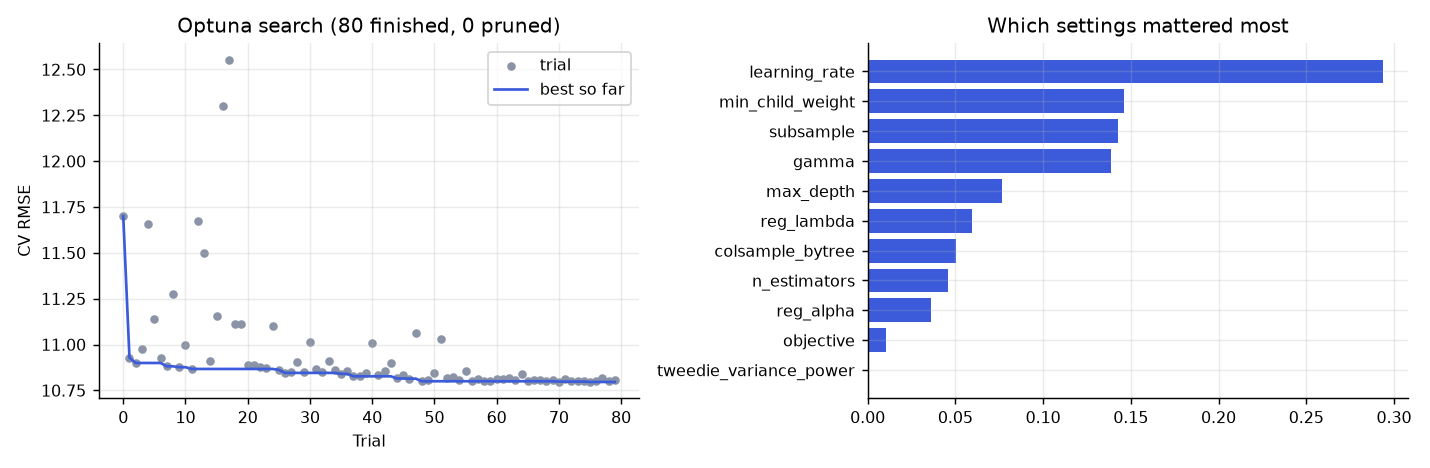 Optuna search (80 finished, 0 pruned)
trial
best so far
CV RMSE
12.50
12.25
12.00
11.75
11.50
11.25
11.00
10.75
0 10 20 30 40 50 60 70 80
Trial
Which settings mattered most
learning_rate
min_child_weight
subsample
gamma
max_depth
reg_lambda
colsample_bytree
n_estimators
reg_alpha
objective
tweedie_variance_power
0.00 0.05 0.10 0.15 0.20 0.25 0.30